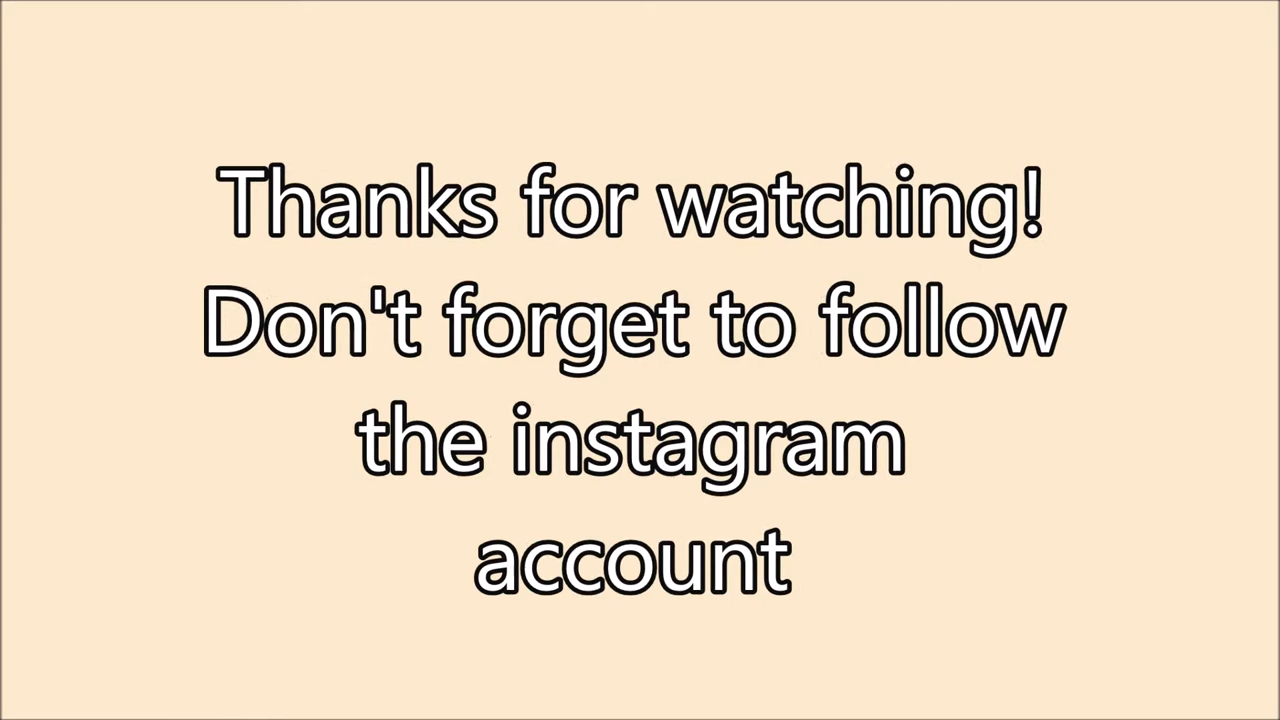 Thanks for watching!
Don't forget to follow
the instagram
account